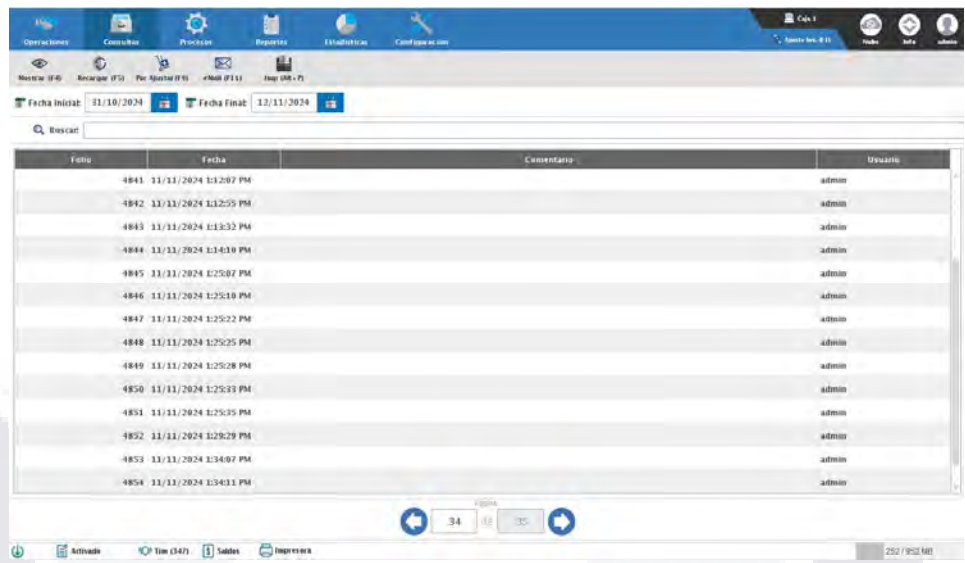 Operaciones Consultas Procesos Reportes Estadísticas Configuración
Caja 1
Nube Info admin
Mostrar (F4) Recargar (F5) Por Ajustar (F9) eMail (F11) Imp (Alt+P)
Fecha Inicial: 31/10/2024 Fecha Final: 12/11/2024
Buscar:
Folio Fecha Comentario Usuario
4841 11/11/2024 1:12:07 PM admin
4842 11/11/2024 1:12:55 PM admin
4843 11/11/2024 1:13:32 PM admin
4844 11/11/2024 1:14:10 PM admin
4845 11/11/2024 1:25:07 PM admin
4846 11/11/2024 1:25:10 PM admin
4847 11/11/2024 1:25:22 PM admin
4848 11/11/2024 1:25:25 PM admin
4849 11/11/2024 1:25:28 PM admin
4850 11/11/2024 1:25:33 PM admin
4851 11/11/2024 1:25:35 PM admin
4852 11/11/2024 1:29:29 PM admin
4853 11/11/2024 1:34:07 PM admin
4854 11/11/2024 1:34:11 PM admin
Página
34 de 35
Activado Tim (347) Saldos Impresora
252 / 952 MB